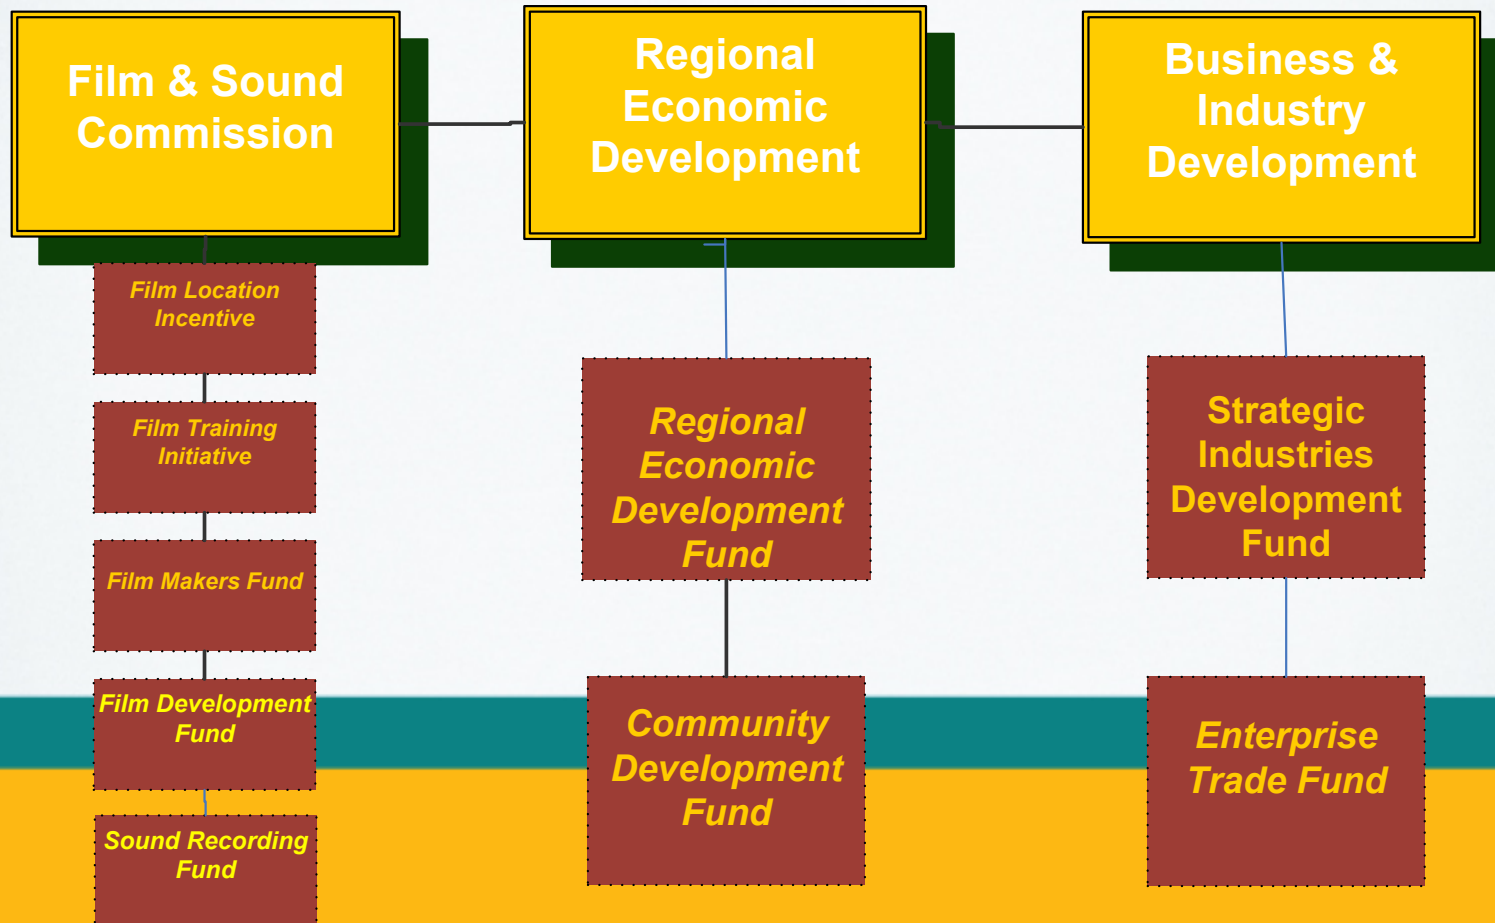 Film & Sound
Commission
Regional
Economic
Development
Business &
Industry
Development
Film Location
Incentive
Film Training
Initiative
Film Makers Fund
Film Development
Fund
Sound Recording
Fund
Regional
Economic
Development
Fund
Community
Development
Fund
Strategic
Industries
Development
Fund
Enterprise
Trade Fund